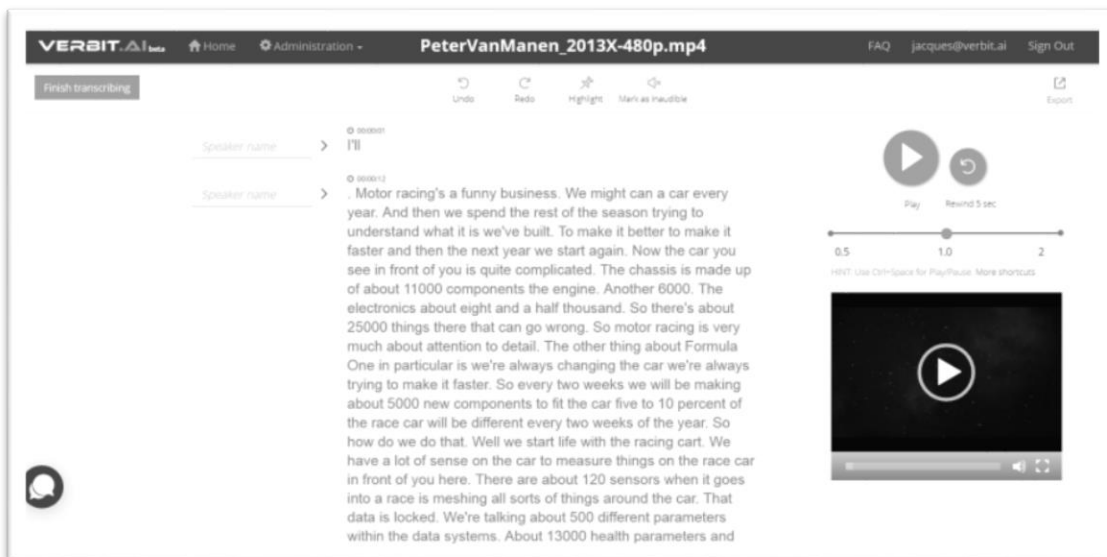 VERBIT.AI beta Home Administration PeterVanManen_2013X-480p.mp4 FAQ jacques@verbit.ai Sign Out
Finish transcribing Undo Redo Highlight Mark as inaudible Export
00:00:01
Speaker name I'll
00:00:12
Speaker name . Motor racing's a funny business. We might can a car every
year. And then we spend the rest of the season trying to
understand what it is we've built. To make it better to make it
faster and then the next year we start again. Now the car you
see in front of you is quite complicated. The chassis is made up
of about 11000 components the engine. Another 6000. The
electronics about eight and a half thousand. So there's about
25000 things there that can go wrong. So motor racing is very
much about attention to detail. The other thing about Formula
One in particular is we're always changing the car we're always
trying to make it faster. So every two weeks we will be making
about 5000 new components to fit the car five to 10 percent of
the race car will be different every two weeks of the year. So
how do we do that. Well we start life with the racing cart. We
have a lot of sense on the car to measure things on the race car
in front of you here. There are about 120 sensors when it goes
into a race is meshing all sorts of things around the car. That
data is locked. We're talking about 500 different parameters
within the data systems. About 13000 health parameters and
Play Rewind 5 sec
0.5 1.0 2
HINT: Use Ctrl+Space for Play/Pause. More shortcuts